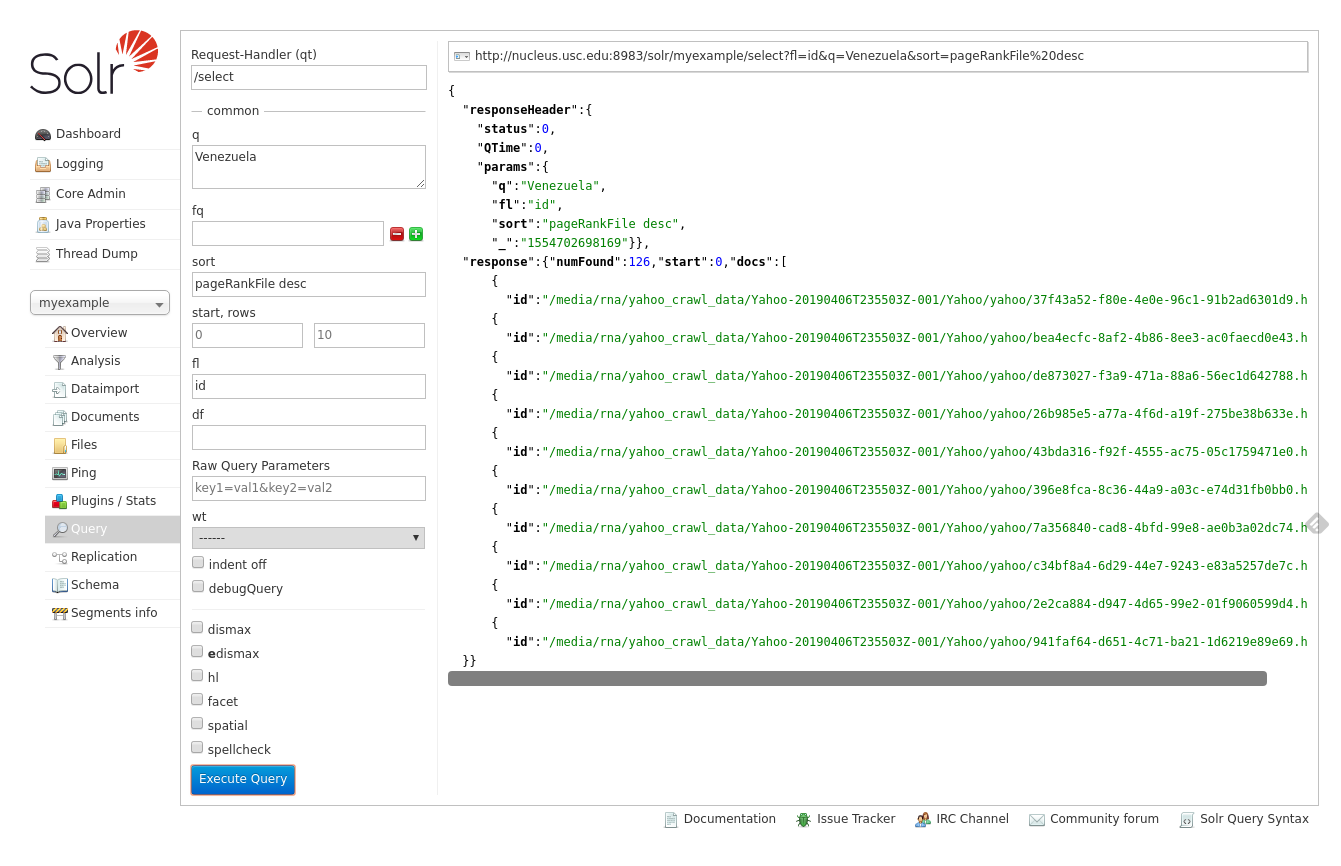 Solr
Dashboard
Logging
Core Admin
Java Properties
Thread Dump
myexample
Overview
Analysis
Dataimport
Documents
Files
Ping
Plugins / Stats
Query
Replication
Schema
Segments info
Request-Handler (qt)
/select
common
q
Venezuela
fq
sort
pageRankFile desc
start, rows
0 10
fl
id
df
Raw Query Parameters
key1=val1&key2=val2
wt
------
indent off
debugQuery
dismax
edismax
hl
facet
spatial
spellcheck
Execute Query
http://nucleus.usc.edu:8983/solr/myexample/select?fl=id&q=Venezuela&sort=pageRankFile%20desc
{
"responseHeader":{
"status":0,
"QTime":0,
"params":{
"q":"Venezuela",
"fl":"id",
"sort":"pageRankFile desc",
"_":"1554702698169"}},
"response":{"numFound":126,"start":0,"docs":[
{
"id":"/media/rna/yahoo_crawl_data/Yahoo-20190406T235503Z-001/Yahoo/yahoo/37f43a52-f80e-4e0e-96c1-91b2ad6301d9.h
{
"id":"/media/rna/yahoo_crawl_data/Yahoo-20190406T235503Z-001/Yahoo/yahoo/bea4ecfc-8af2-4b86-8ee3-ac0faecd0e43.h
{
"id":"/media/rna/yahoo_crawl_data/Yahoo-20190406T235503Z-001/Yahoo/yahoo/de873027-f3a9-471a-88a6-56ec1d642788.h
{
"id":"/media/rna/yahoo_crawl_data/Yahoo-20190406T235503Z-001/Yahoo/yahoo/26b985e5-a77a-4f6d-a19f-275be38b633e.h
{
"id":"/media/rna/yahoo_crawl_data/Yahoo-20190406T235503Z-001/Yahoo/yahoo/43bda316-f92f-4555-ac75-05c1759471e0.h
{
"id":"/media/rna/yahoo_crawl_data/Yahoo-20190406T235503Z-001/Yahoo/yahoo/396e8fca-8c36-44a9-a03c-e74d31fb0bb0.h
{
"id":"/media/rna/yahoo_crawl_data/Yahoo-20190406T235503Z-001/Yahoo/yahoo/7a356840-cad8-4bfd-99e8-ae0b3a02dc74.h
{
"id":"/media/rna/yahoo_crawl_data/Yahoo-20190406T235503Z-001/Yahoo/yahoo/c34bf8a4-6d29-44e7-9243-e83a5257de7c.h
{
"id":"/media/rna/yahoo_crawl_data/Yahoo-20190406T235503Z-001/Yahoo/yahoo/2e2ca884-d947-4d65-99e2-01f9060599d4.h
{
"id":"/media/rna/yahoo_crawl_data/Yahoo-20190406T235503Z-001/Yahoo/yahoo/941faf64-d651-4c71-ba21-1d6219e89e69.h
}}
Documentation Issue Tracker IRC Channel Community forum Solr Query Syntax